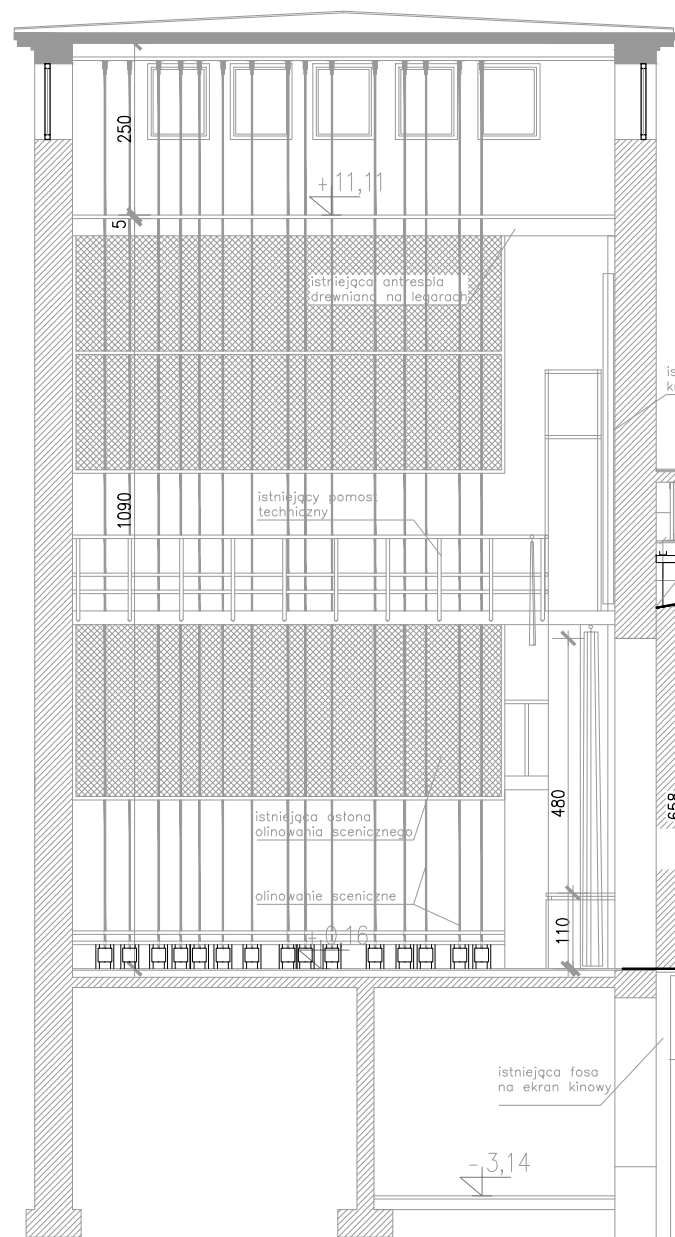 250
+ 11,11
5
istniejąca antresola
drewniana na legarach
istniejący pomost
techniczny
1090
480
658
istniejąca osłona
olinowania scenicznego
olinowanie sceniczne
110
+ 0,16
istniejąca fosa
na ekran kinowy
- 3,14